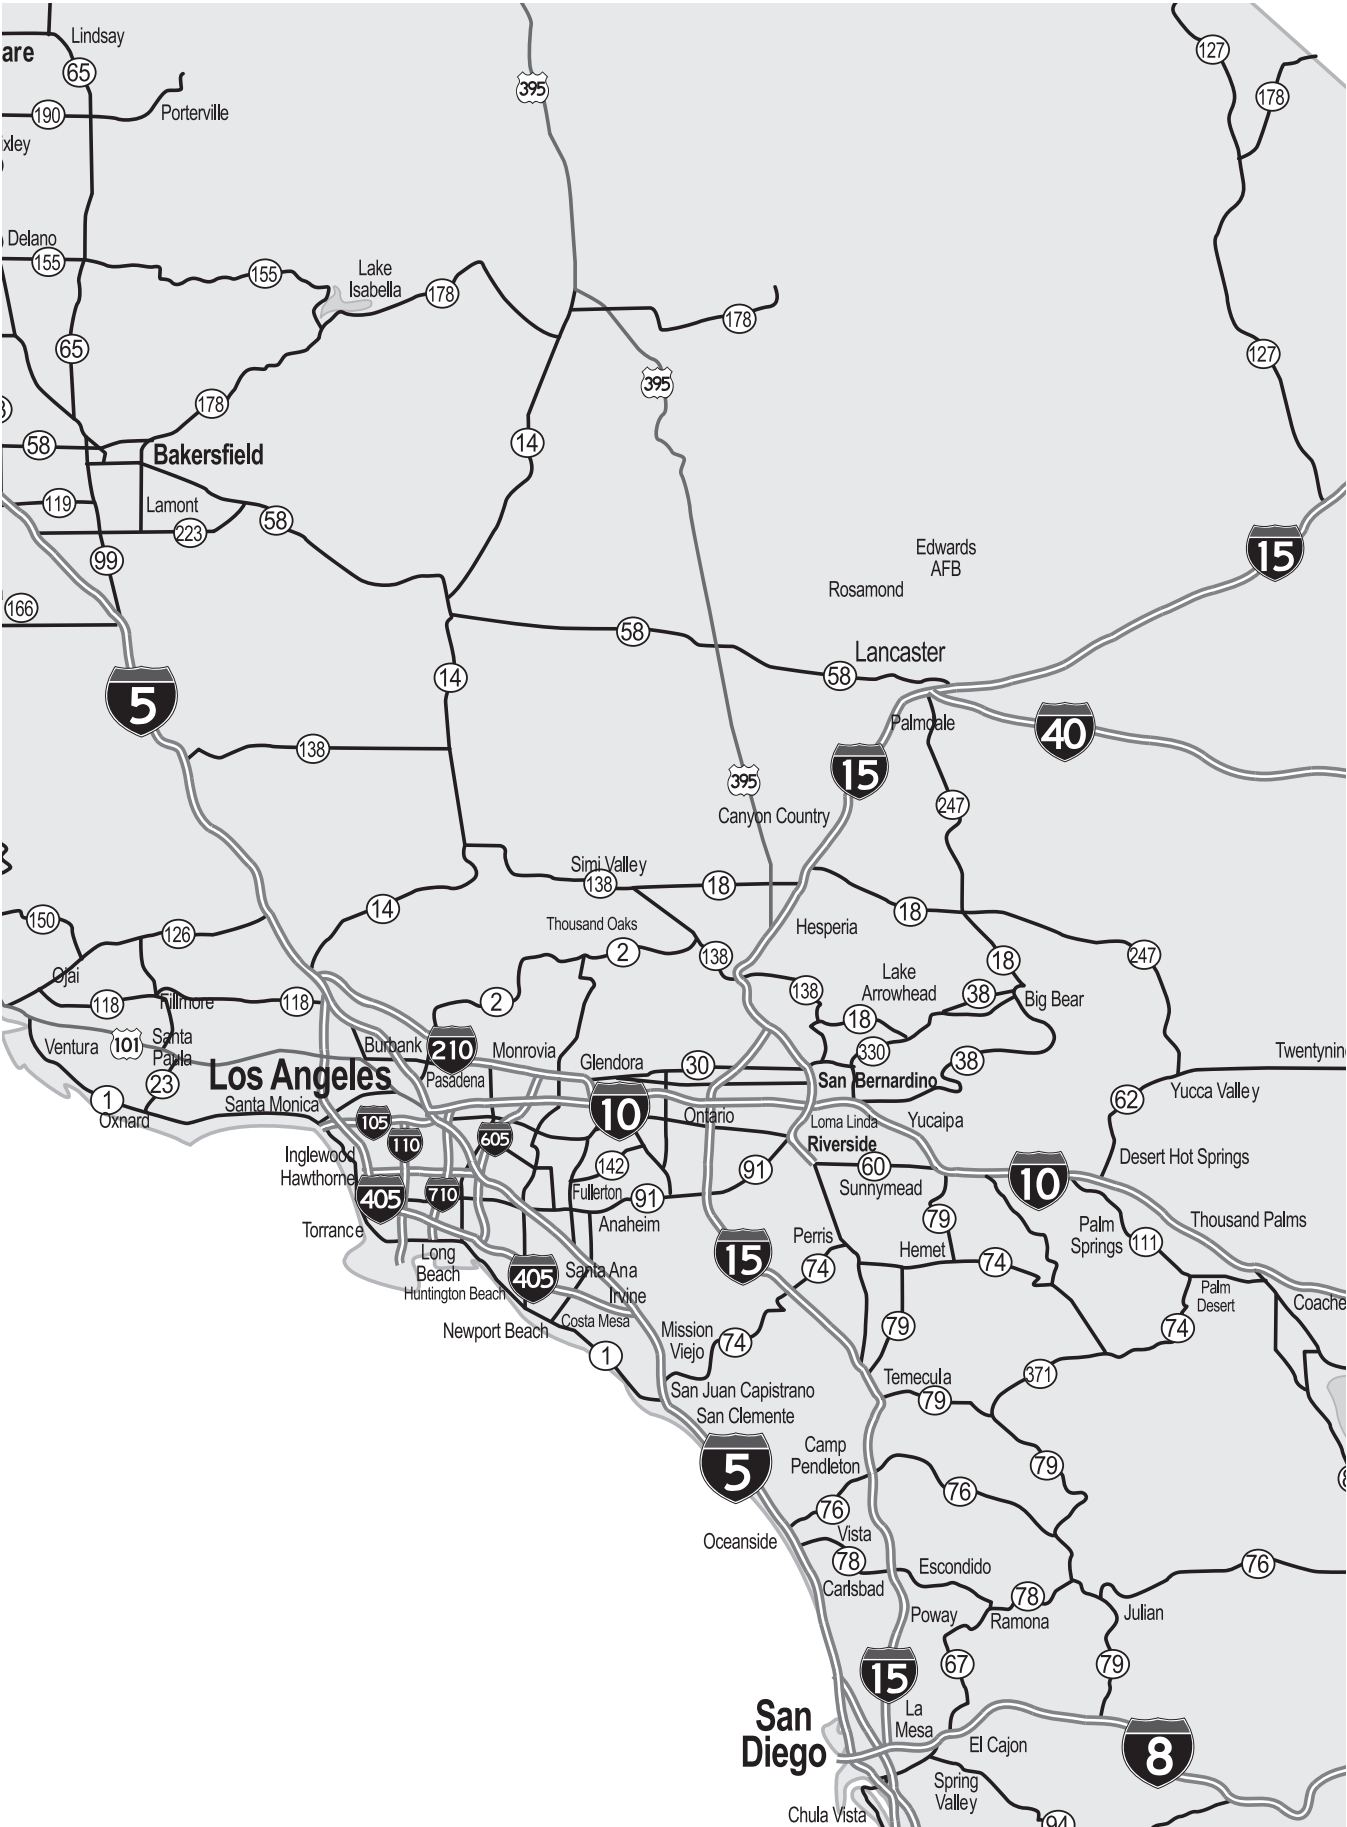 Lindsay
are
65
127
395
178
190
Porterville
xley
Delano
155
155
Lake
Isabella
178
178
65
127
395
178
14
58
Bakersfield
119
Lamont
58
223
15
Edwards
AFB
99
Rosamond
166
58
Lancaster
58
14
5
Palmdale
40
138
15
395
247
Canyon Country
Simi Valley
138
18
14
18
150
126
Thousand Oaks
Hesperia
2
138
247
18
Ojai
Lake
Arrowhead
138
38
118
Fillmore
118
2
Big Bear
18
Ventura
101
Santa
Paula
Burbank
210
Monrovia
330
38
Glendora
30
Twentynin
Los Angeles
Pasadena
San Bernardino
23
Yucca Valley
1
Oxnard
Santa Monica
62
10
Ontario
Loma Linda
Yucaipa
105
110
605
Riverside
Inglewood
Hawthorne
142
91
60
Desert Hot Springs
10
405
710
Fullerton
91
Sunnymead
Anaheim
79
Palm
Springs
Thousand Palms
Torrance
Perris
111
Long
Beach
15
Hemet
74
74
405
Santa Ana
Huntington Beach
Irvine
Palm
Desert
Coache
Costa Mesa
Newport Beach
Mission
Viejo
74
79
74
1
Temecula
371
San Juan Capistrano
79
San Clemente
Camp
Pendleton
5
79
76
76
Oceanside
Vista
78
Escondido
76
Carlsbad
78
Poway
Ramona
Julian
67
79
15
San
Diego
La
Mesa
El Cajon
8
Spring
Valley
Chula Vista
94